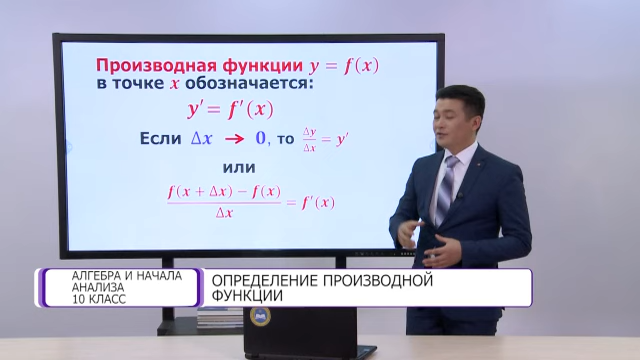 Производная функции y = f(x)
в точке x обозначается:
y′ = f′(x)
Если Δx → 0, то Δy/Δx = y′
или
f(x + Δx) − f(x)/Δx = f′(x)
АЛГЕБРА И НАЧАЛА
АНАЛИЗА
10 КЛАСС
ОПРЕДЕЛЕНИЕ ПРОИЗВОДНОЙ
ФУНКЦИИ